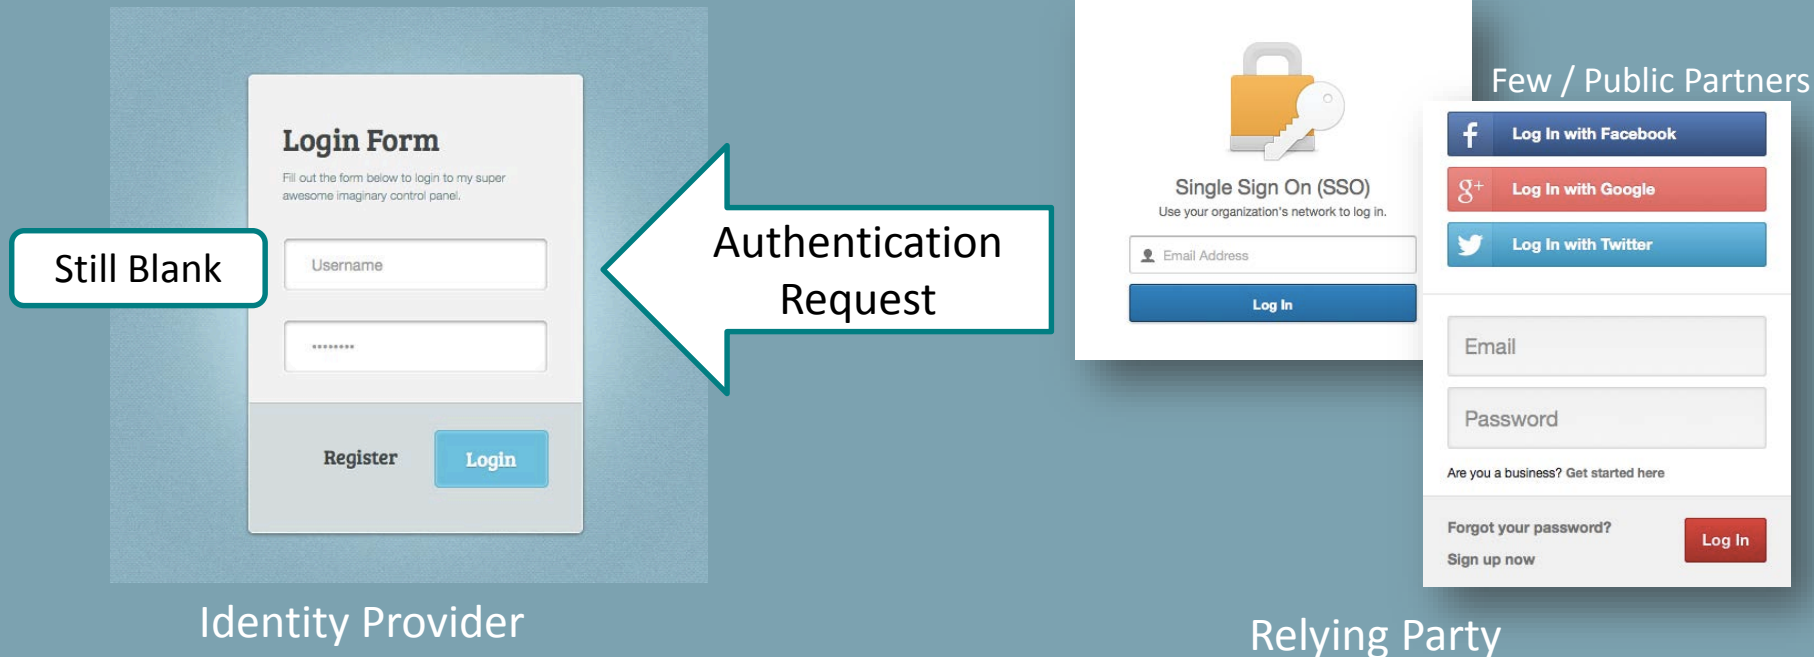 Login Form
Fill out the form below to login to my super
awesome imaginary control panel.
Still Blank
Username
••••••••
Register
Login
Identity Provider
Authentication
Request
Single Sign On (SSO)
Use your organization's network to log in.
Email Address
Log In
Few / Public Partners
f
Log In with Facebook
g+
Log In with Google
Log In with Twitter
Email
Password
Are you a business? Get started here
Forgot your password?
Sign up now
Log In
Relying Party